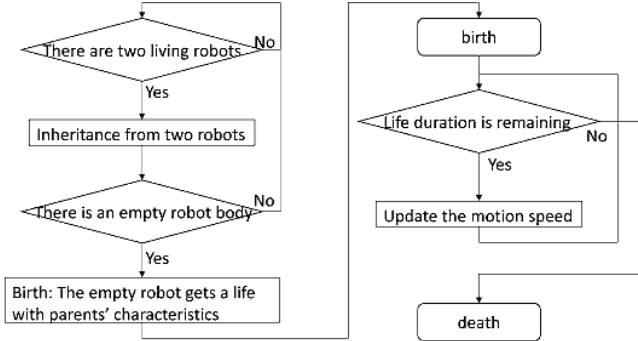 There are two living robots
No
Yes
Inheritance from two robots
There is an empty robot body
No
Yes
Birth: The empty robot gets a life
with parents' characteristics
birth
Life duration is remaining
No
Yes
Update the motion speed
death